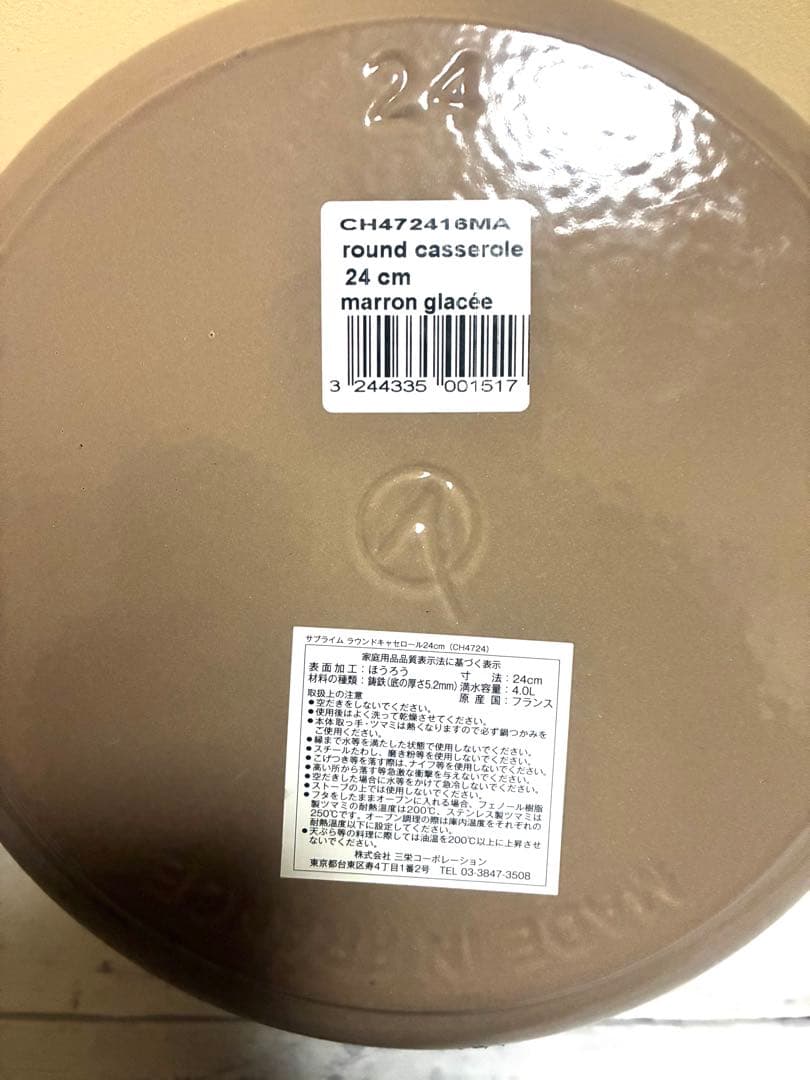 24
CH472416MA
round casserole
24 cm
marron glacée
3 244335 001517
サブライム ラウンドキャセロール24cm (CH4724)
家庭用品品質表示法に基づく表示
表面加工：ほうろう 寸 法：24cm
材料の種類：鋳鉄(底の厚さ5.2mm) 満水容量：4.0L
原産国：フランス
取扱上の注意
●空だきをしないでください。
●使用後はよく洗って乾燥させてください。
●本体取っ手・ツマミは熱くなりますので必ず鍋つかみを
ご使用ください。
●縁まで水等を満たした状態で使用しないでください。
●スチールたわし、磨き粉等を使用しないでください。
●こげつき等を落す際は、ナイフ等を使用しないでください。
●高い所から落す等急激な衝撃を与えないでください。
●空だきした場合に水等をかけて急冷しないでください。
●ストーブの上では使用しないでください。
●フタをしたままオーブンに入れる場合、フェノール樹脂
製ツマミの耐熱温度は200℃、ステンレス製ツマミは
250℃です。オーブン調理の際は庫内温度をそれぞれの
耐熱温度以下に設定してください。
●天ぷら等の料理に際しては油温を200℃以上に上昇させ
ないでください。
株式会社 三栄コーポレーション
東京都台東区寿4丁目1番2号 TEL 03-3847-3508
MADE IN FRANCE